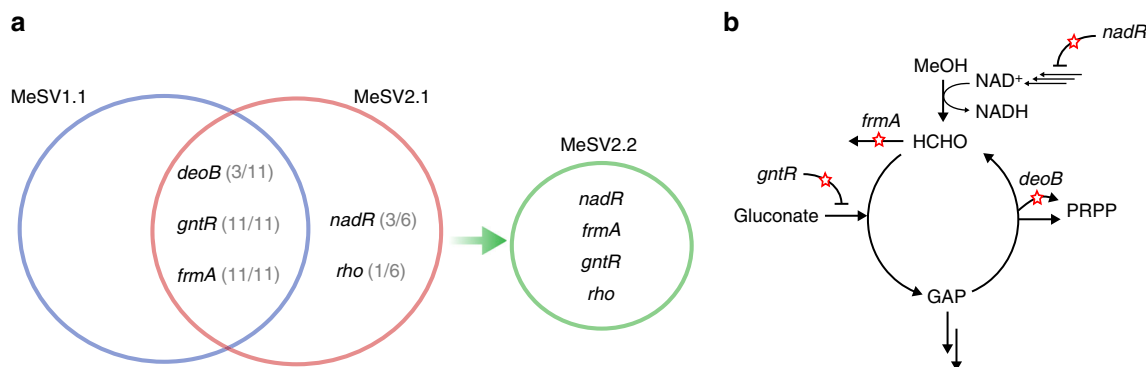 a
MeSV1.1
MeSV2.1
deoB (3/11)
gntR (11/11)
frmA (11/11)
nadR (3/6)
rho (1/6)
MeSV2.2
nadR
frmA
gntR
rho
b
nadR
MeOH
NAD+
NADH
frmA
HCHO
gntR
deoB
Gluconate
PRPP
GAP